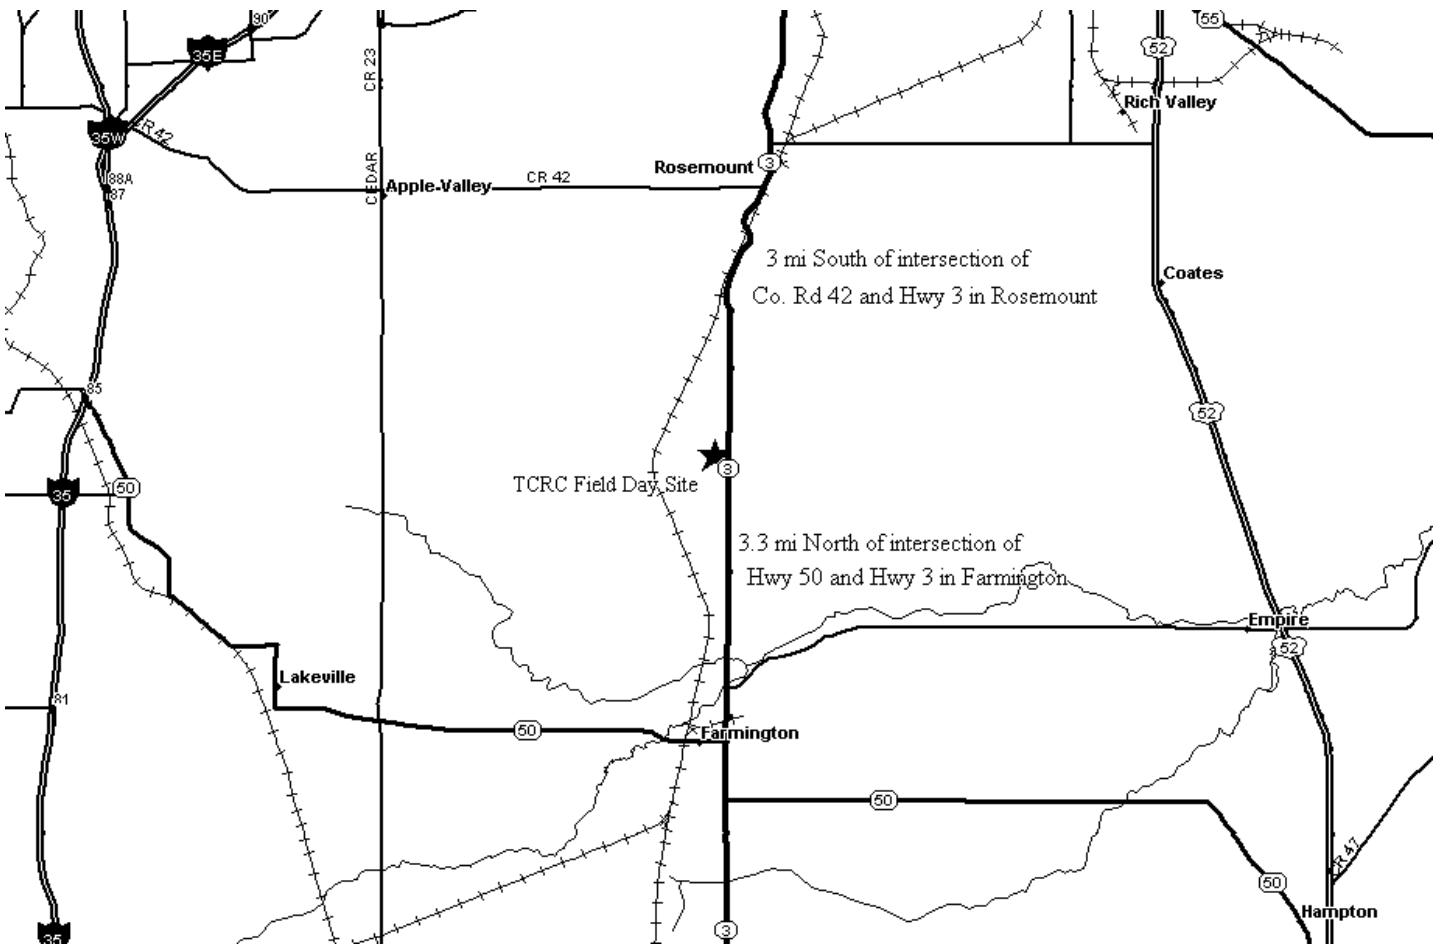 90
55
35E
52
CR 23
Rich Valley
35W
CR 42
Rosemount
3
88A
87
CEDAR
Apple Valley
CR 42
3 mi South of intersection of
Co. Rd 42 and Hwy 3 in Rosemount
Coates
85
52
3
TCRC Field Day Site
35
50
3.3 mi North of intersection of
Hwy 50 and Hwy 3 in Farmington
Empire
52
Lakeville
81
50
Farmington
50
CR 47
50
Hampton
3
35